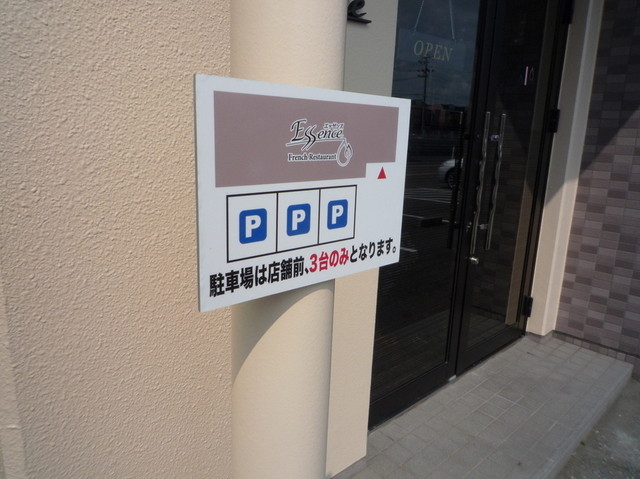 OPEN
エッサンス
Essence
French Restaurant
P P P
駐車場は店舗前、3台のみとなります。